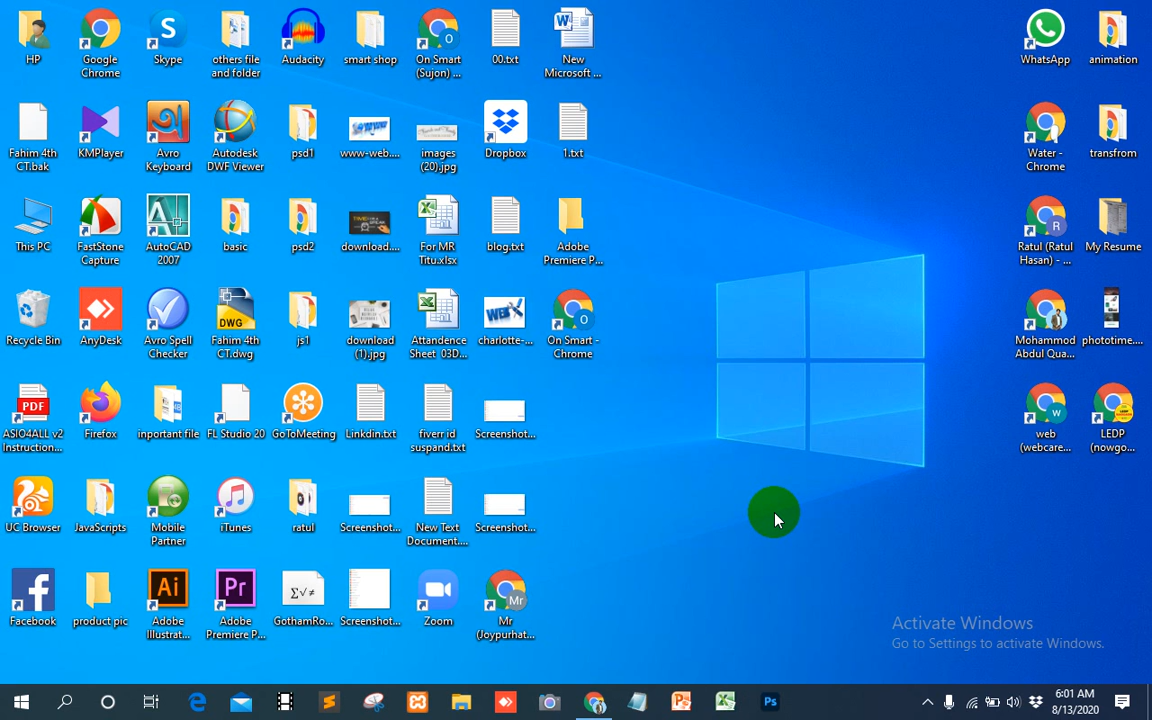 HP
Google
Chrome
Skype
others file
and folder
Audacity
smart shop
On Smart
(Sujon) ...
00.txt
New
Microsoft ...
WhatsApp
animation
Fahim 4th
CT.bak
KMPlayer
Avro
Keyboard
Autodesk
DWF Viewer
psd1
www-web....
images
(20).jpg
Dropbox
1.txt
Water -
Chrome
transfrom
This PC
FastStone
Capture
AutoCAD
2007
basic
psd2
download....
For MR
Titu.xlsx
blog.txt
Adobe
Premiere P...
Ratul (Ratul
Hasan) - ...
My Resume
Recycle Bin
AnyDesk
Avro Spell
Checker
DWG
Fahim 4th
CT.dwg
js1
download
(1).jpg
Attandence
Sheet 03D...
charlotte-...
On Smart -
Chrome
Mohammod
Abdul Qua...
phototime....
PDF
ASIO4ALL v2
Instruction...
Firefox
inportant file
FL Studio 20
GoToMeeting
Linkdin.txt
fiverr id
suspand.txt
Screenshot...
web
(webcare...
LEDP
(nowgo...
UC Browser
JavaScripts
Mobile
Partner
iTunes
ratul
Screenshot...
New Text
Document....
Screenshot...
Facebook
product pic
Ai
Adobe
Illustrat...
Pr
Adobe
Premiere P...
Σ√≠
GothamRo...
Screenshot...
Zoom
Mr
Mr
(Joypurhat...
Activate Windows
Go to Settings to activate Windows.
Ps
6:01 AM
8/13/2020